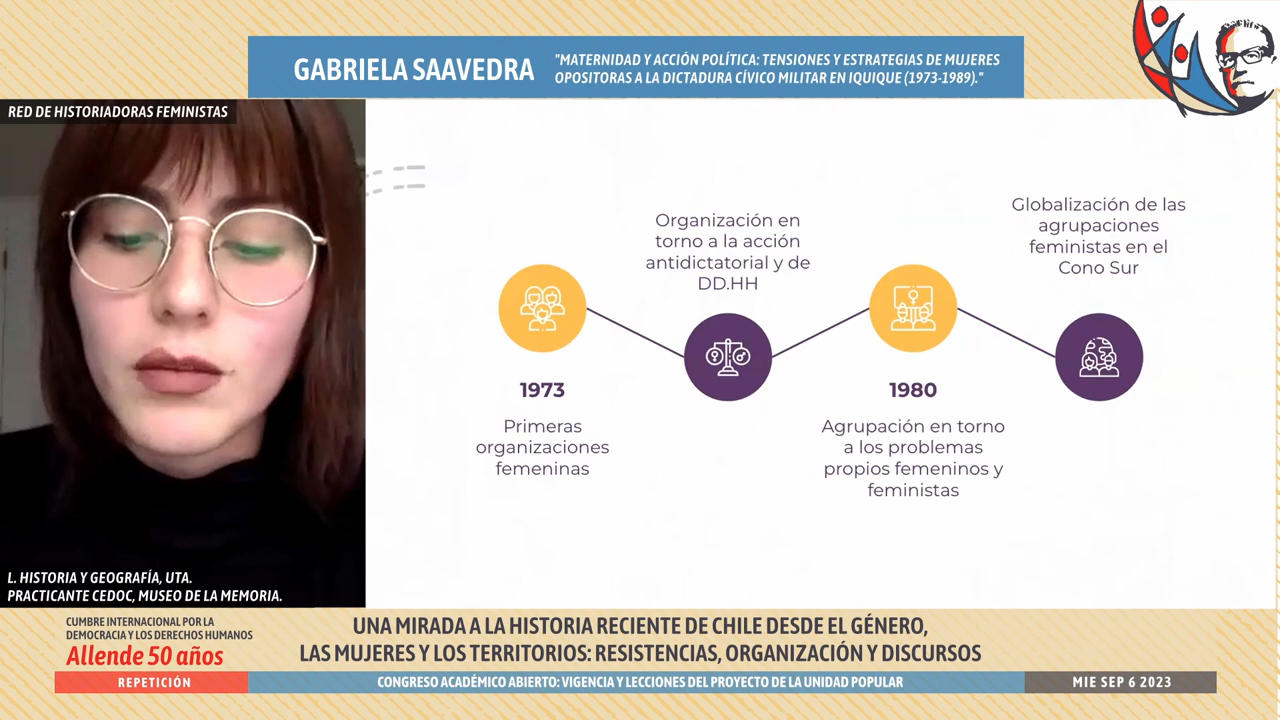 GABRIELA SAAVEDRA
"MATERNIDAD Y ACCIÓN POLÍTICA: TENSIONES Y ESTRATEGIAS DE MUJERES
OPOSITORAS A LA DICTADURA CÍVICO MILITAR EN IQUIQUE (1973-1989)."
RED DE HISTORIADORAS FEMINISTAS
1973
Primeras
organizaciones
femeninas
Organización en
torno a la acción
antidictatorial y de
DD.HH
1980
Agrupación en torno
a los problemas
propios femeninos y
feministas
Globalización de las
agrupaciones
feministas en el
Cono Sur
L. HISTORIA Y GEOGRAFÍA, UTA.
PRACTICANTE CEDOC, MUSEO DE LA MEMORIA.
CUMBRE INTERNACIONAL POR LA
DEMOCRACIA Y LOS DERECHOS HUMANOS
Allende 50 años
REPETICIÓN
UNA MIRADA A LA HISTORIA RECIENTE DE CHILE DESDE EL GÉNERO,
LAS MUJERES Y LOS TERRITORIOS: RESISTENCIAS, ORGANIZACIÓN Y DISCURSOS
CONGRESO ACADÉMICO ABIERTO: VIGENCIA Y LECCIONES DEL PROYECTO DE LA UNIDAD POPULAR
MIE SEP 6 2023